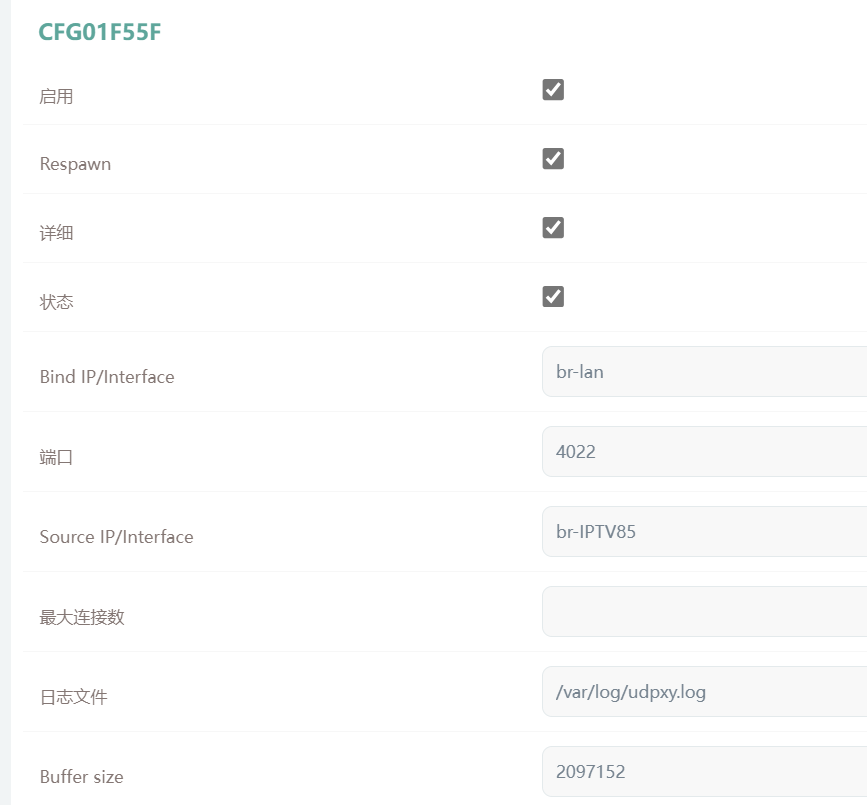 CFG01F55F
启用
Respawn
详细
状态
Bind IP/Interface
br-lan
端口
4022
Source IP/Interface
br-IPTV85
最大连接数
日志文件
/var/log/udpxy.log
Buffer size
2097152